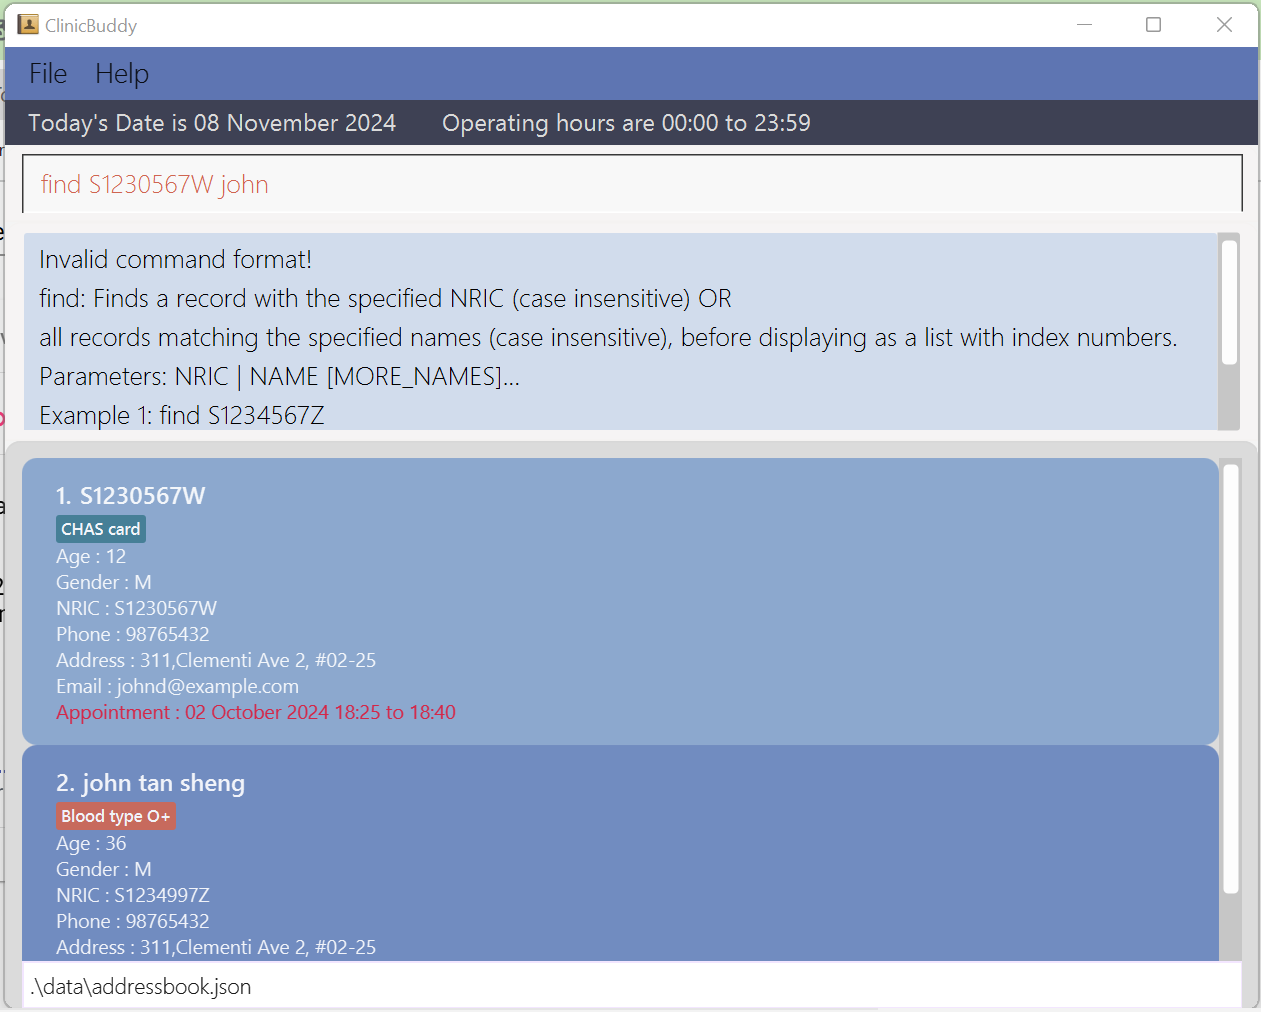 ClinicBuddy
File Help
Today's Date is 08 November 2024 Operating hours are 00:00 to 23:59
find S1230567W john
Invalid command format!
find: Finds a record with the specified NRIC (case insensitive) OR
all records matching the specified names (case insensitive), before displaying as a list with index numbers.
Parameters: NRIC | NAME [MORE_NAMES]...
Example 1: find S1234567Z
1. S1230567W
CHAS card
Age : 12
Gender : M
NRIC : S1230567W
Phone : 98765432
Address : 311,Clementi Ave 2, #02-25
Email : johnd@example.com
Appointment : 02 October 2024 18:25 to 18:40
2. john tan sheng
Blood type O+
Age : 36
Gender : M
NRIC : S1234997Z
Phone : 98765432
Address : 311,Clementi Ave 2, #02-25
.\data\addressbook.json